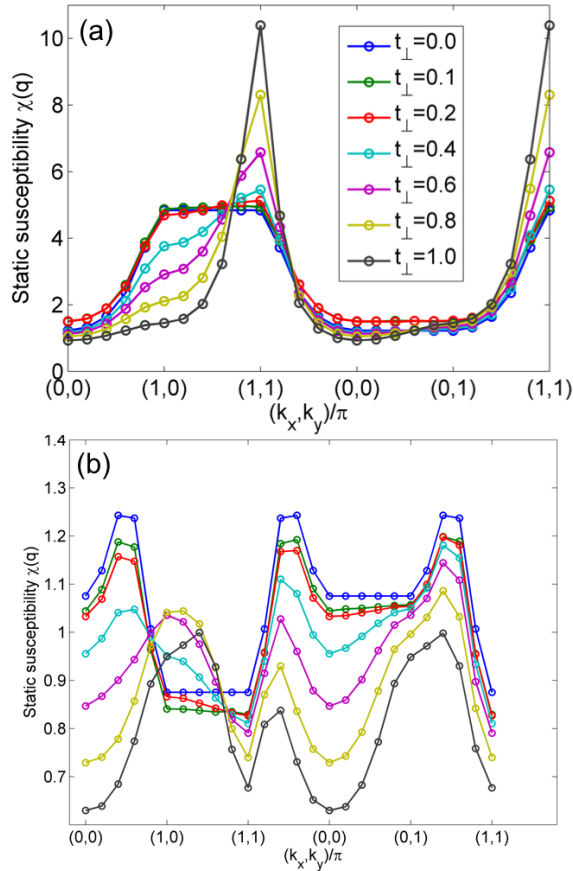 (a)
Static susceptibility χ(q)
10
8
6
4
2
0
t⊥=0.0
t⊥=0.1
t⊥=0.2
t⊥=0.4
t⊥=0.6
t⊥=0.8
t⊥=1.0
(0,0) (1,0) (1,1) (0,0) (0,1) (1,1)
(kx,ky)/π
(b)
Static susceptibility χ(q)
1.4
1.3
1.2
1.1
1
0.9
0.8
0.7
(0,0) (1,0) (1,1) (0,0) (0,1) (1,1)
(kx,ky)/π